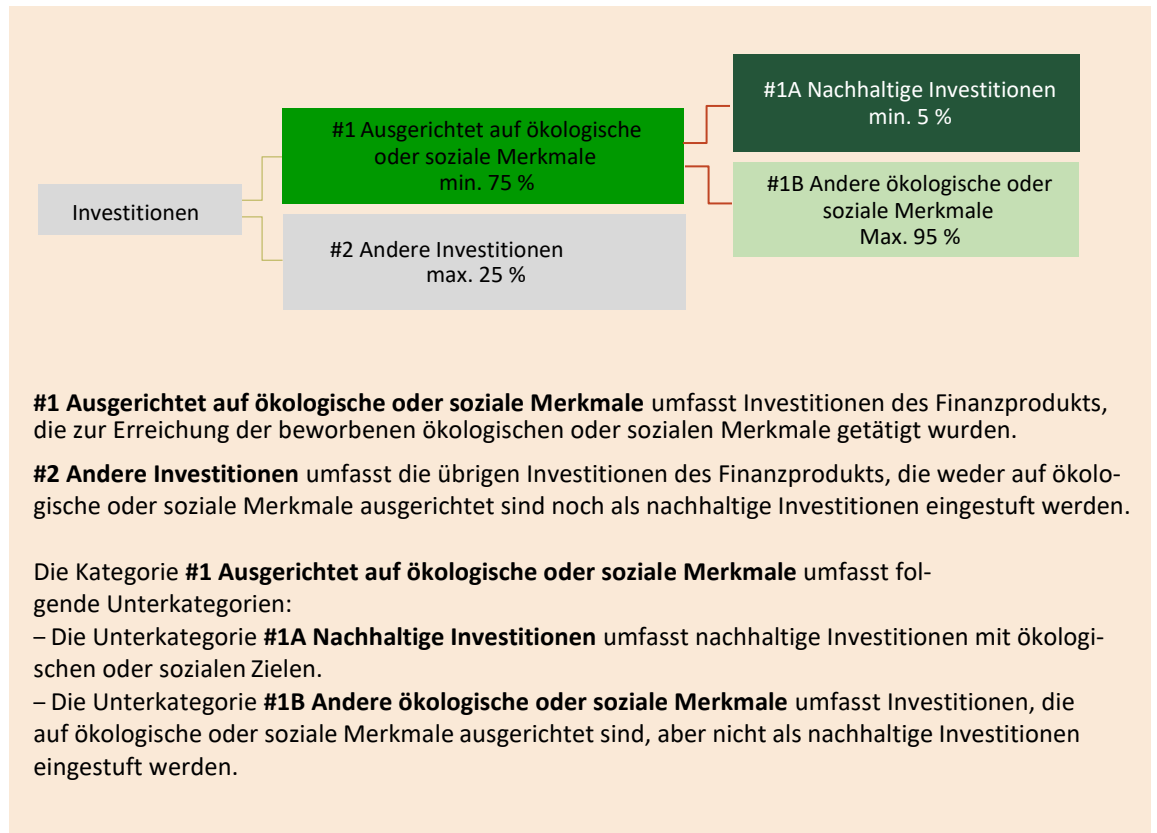 #1A Nachhaltige Investitionen
min. 5 %
#1 Ausgerichtet auf ökologische
oder soziale Merkmale
min. 75 %
#1B Andere ökologische oder
soziale Merkmale
Max. 95 %
Investitionen
#2 Andere Investitionen
max. 25 %
#1 Ausgerichtet auf ökologische oder soziale Merkmale umfasst Investitionen des Finanzprodukts,
die zur Erreichung der beworbenen ökologischen oder sozialen Merkmale getätigt wurden.
#2 Andere Investitionen umfasst die übrigen Investitionen des Finanzprodukts, die weder auf ökolo-
gische oder soziale Merkmale ausgerichtet sind noch als nachhaltige Investitionen eingestuft werden.
Die Kategorie #1 Ausgerichtet auf ökologische oder soziale Merkmale umfasst fol-
gende Unterkategorien:
– Die Unterkategorie #1A Nachhaltige Investitionen umfasst nachhaltige Investitionen mit ökologi-
schen oder sozialen Zielen.
– Die Unterkategorie #1B Andere ökologische oder soziale Merkmale umfasst Investitionen, die
auf ökologische oder soziale Merkmale ausgerichtet sind, aber nicht als nachhaltige Investitionen
eingestuft werden.